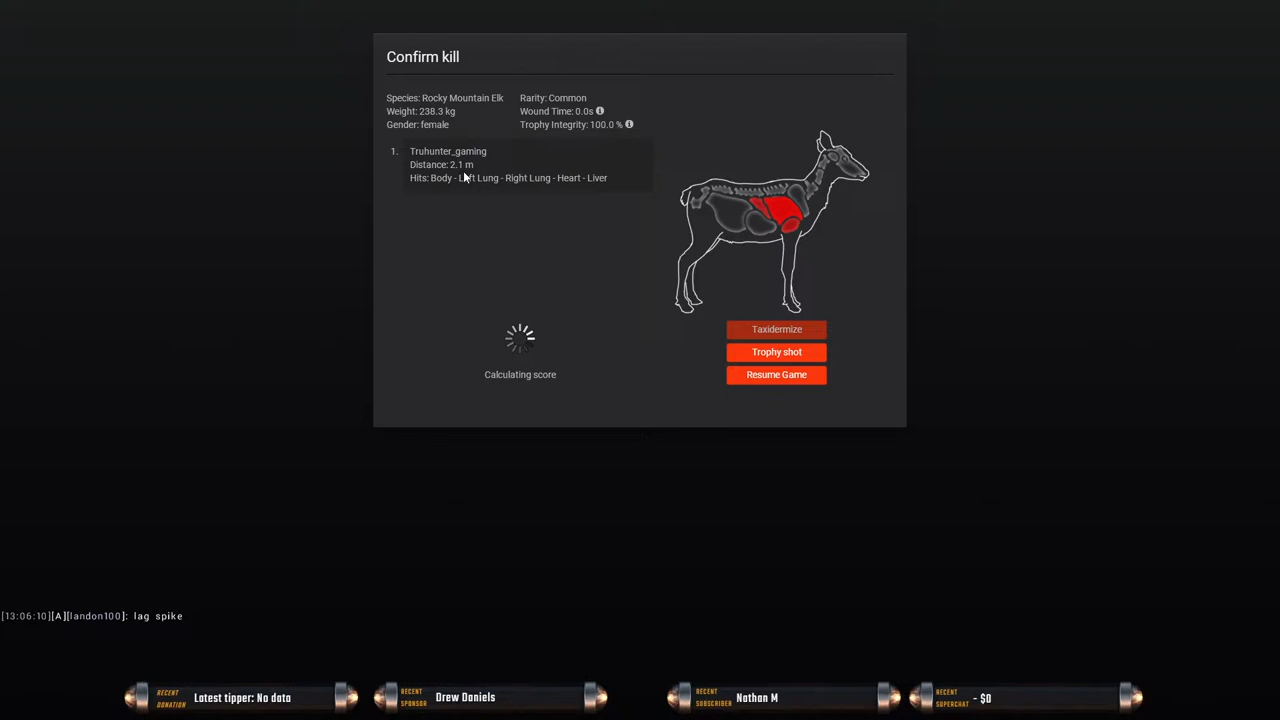 Confirm kill
Species: Rocky Mountain Elk
Rarity: Common
Weight: 238.3 kg
Wound Time: 0.0s
Gender: female
Trophy Integrity: 100.0 %
1. Truhunter_gaming
Distance: 2.1 m
Hits: Body - Left Lung - Right Lung - Heart - Liver
Taxidermize
Trophy shot
Calculating score
Resume Game
[13:06:10][A][landon100]: lag spike
RECENT DONATION Latest tipper: No data
RECENT SPONSOR Drew Daniels
RECENT SUBSCRIBER Nathan M
RECENT SUPERCHAT - $0